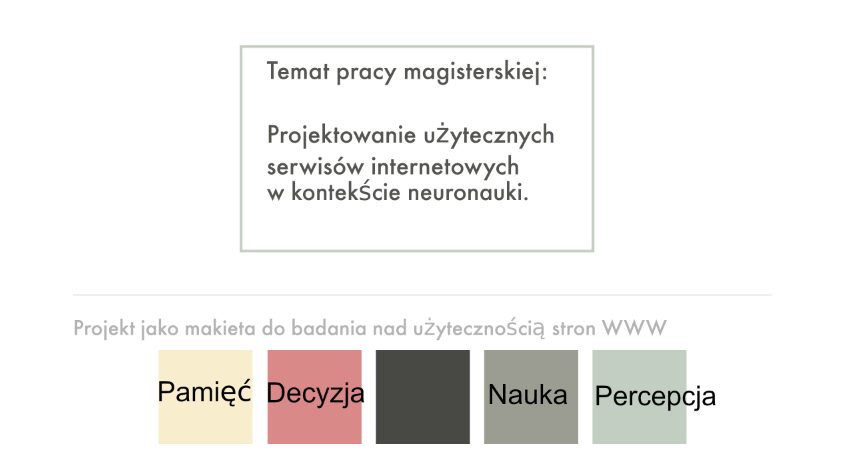 Temat pracy magisterskiej:
Projektowanie użytecznych
serwisów internetowych
w kontekście neuronauki.
Projekt jako makieta do badania nad użytecznością stron WWW
Pamięć Decyzja Nauka Percepcja